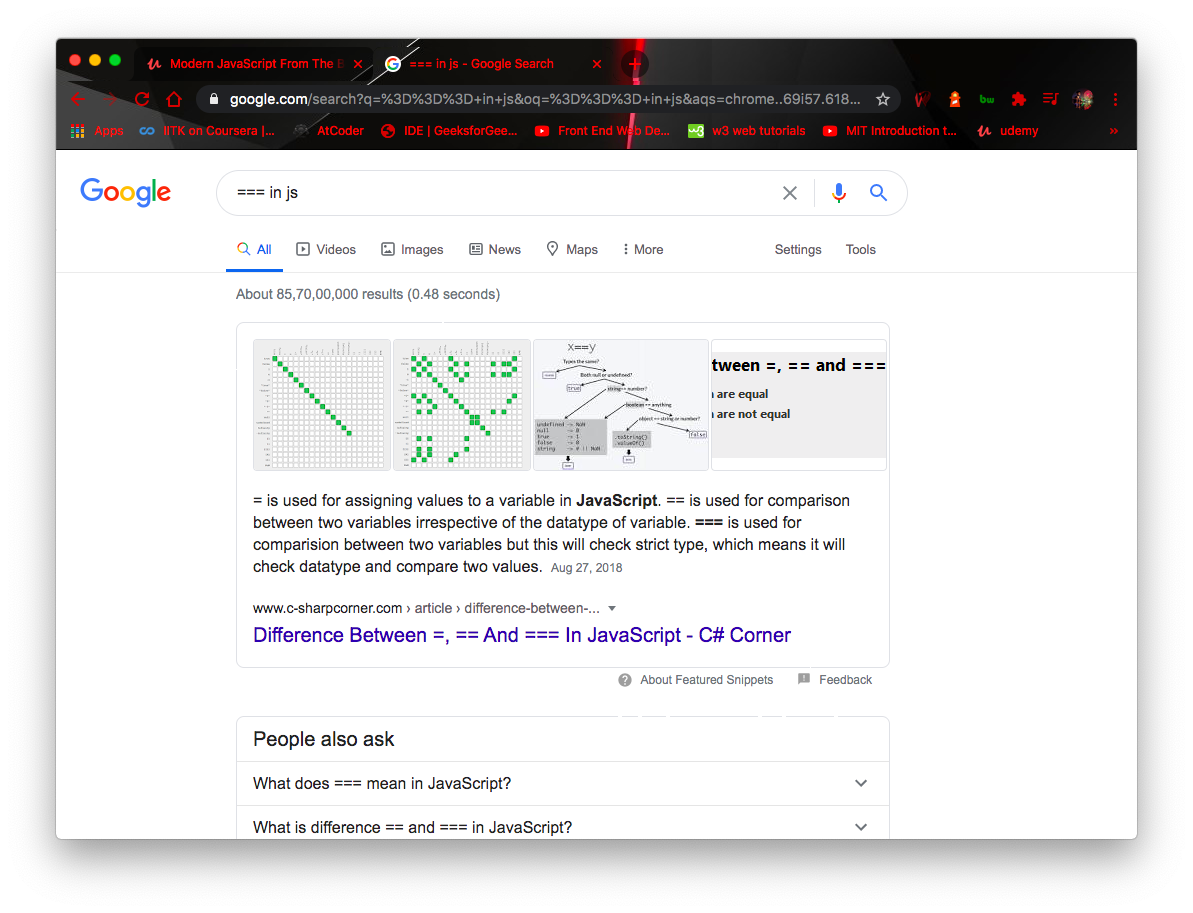 Modern JavaScript From The B
=== in js - Google Search
google.com/search?q=%3D%3D%3D+in+js&oq=%3D%3D%3D+in+js&aqs=chrome..69i57.618...
bw
Apps IITK on Coursera |... AtCoder IDE | GeeksforGee... Front End Web De... w3 web tutorials MIT Introduction t... udemy »
Google
=== in js
All Videos Images News Maps More Settings Tools
About 85,70,00,000 results (0.48 seconds)
x==y
Types the same?
Both null or undefined?
true
string == number?
boolean == anything
object == string or number?
undefined -> NaN
null -> 0
true -> 1
false -> 0
string -> # || NaN
.toString()
.valueOf()
false
tween =, == and ===
are equal
are not equal
= is used for assigning values to a variable in JavaScript. == is used for comparison
between two variables irrespective of the datatype of variable. === is used for
comparision between two variables but this will check strict type, which means it will
check datatype and compare two values. Aug 27, 2018
www.c-sharpcorner.com › article › difference-between-...
Difference Between =, == And === In JavaScript - C# Corner
About Featured Snippets Feedback
People also ask
What does === mean in JavaScript?
What is difference == and === in JavaScript?